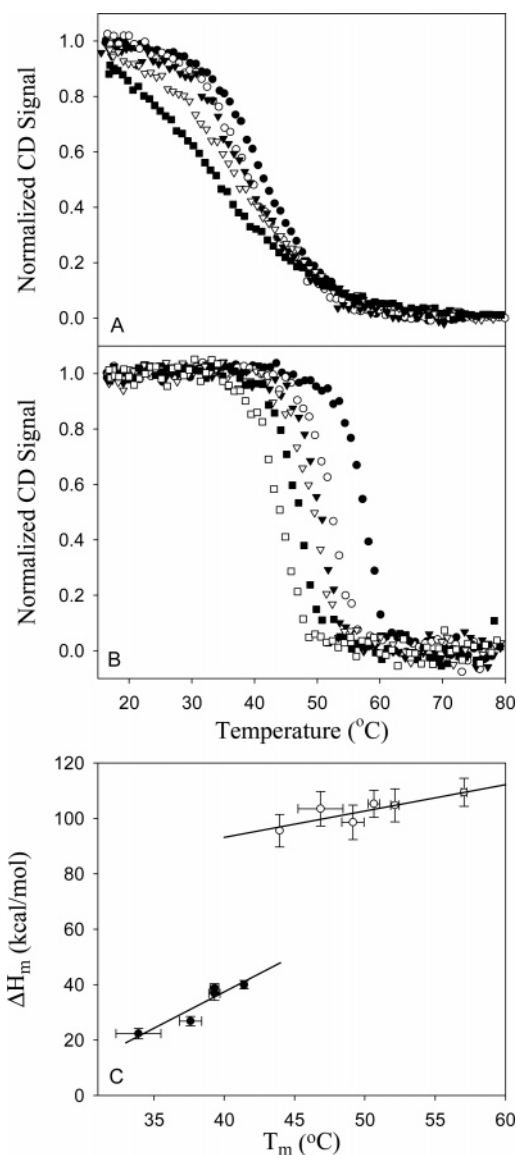 1.0
0.8
0.6
0.4
0.2
0.0
Normalized CD Signal
A
1.0
0.8
0.6
0.4
0.2
0.0
Normalized CD Signal
B
20 30 40 50 60 70 80
Temperature (°C)
120
100
80
60
40
20
0
ΔHm (kcal/mol)
C
35 40 45 50 55 60
Tm (°C)